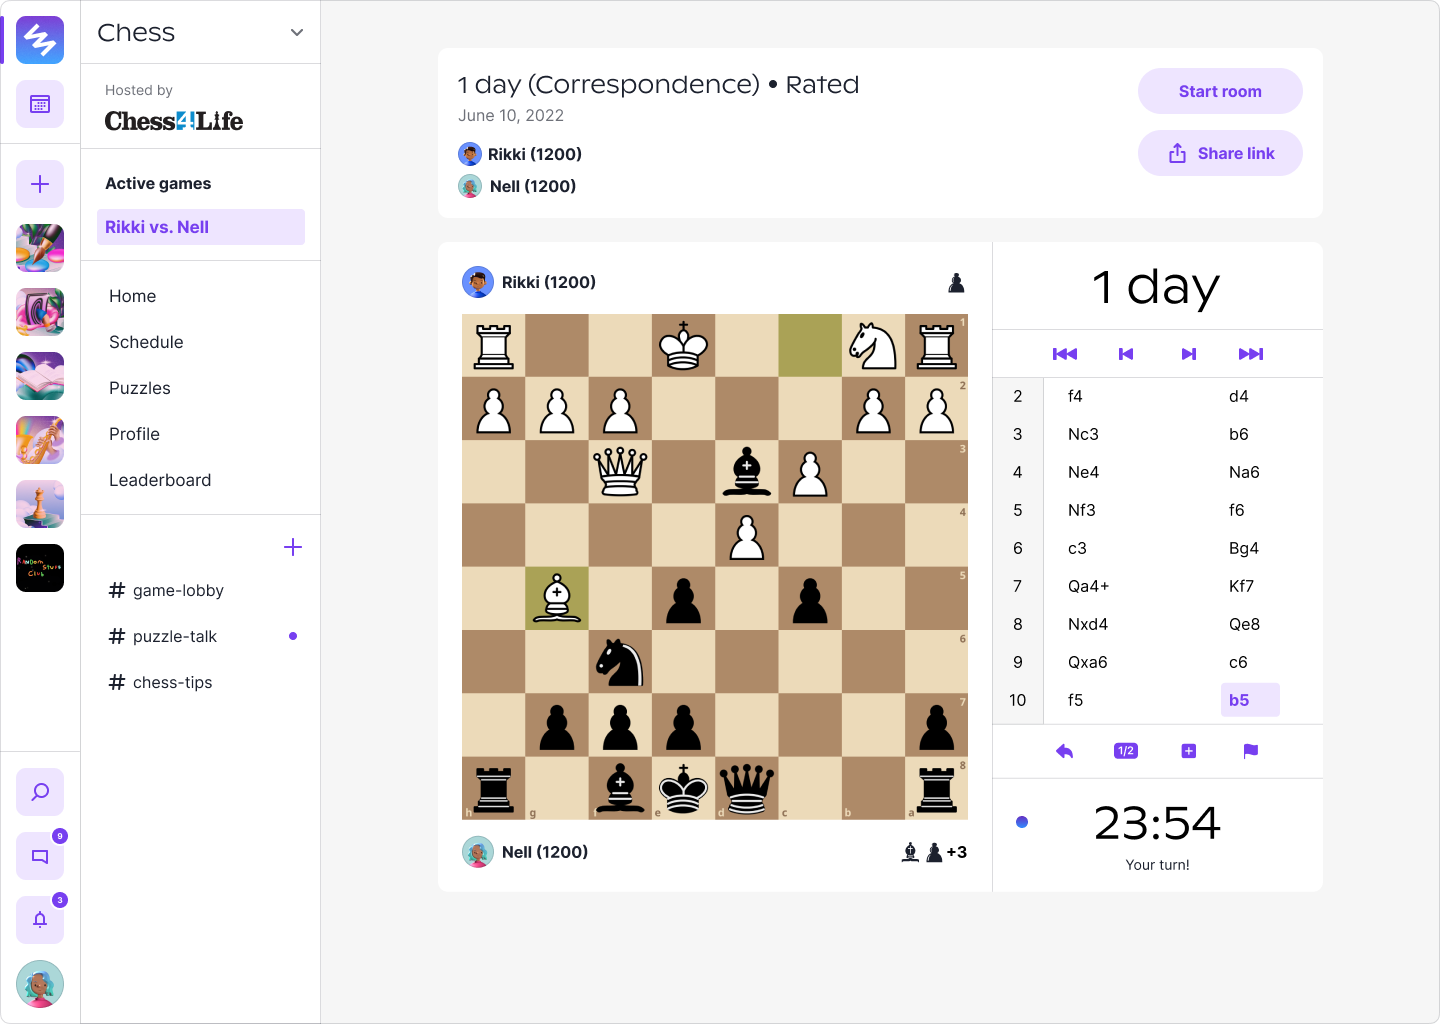 Chess
Hosted by
Chess4Life
Active games
Rikki vs. Nell
Home
Schedule
Puzzles
Profile
Leaderboard
# game-lobby
# puzzle-talk
# chess-tips
Random Stuff Club
9
3
1 day (Correspondence) • Rated
June 10, 2022
Rikki (1200)
Nell (1200)
Start room
Share link
Rikki (1200)
1
2
3
4
5
6
7
8
h g f e d c b a
Nell (1200)
+3
1 day
2 f4 d4
3 Nc3 b6
4 Ne4 Na6
5 Nf3 f6
6 c3 Bg4
7 Qa4+ Kf7
8 Nxd4 Qe8
9 Qxa6 c6
10 f5 b5
1/2
23:54
Your turn!